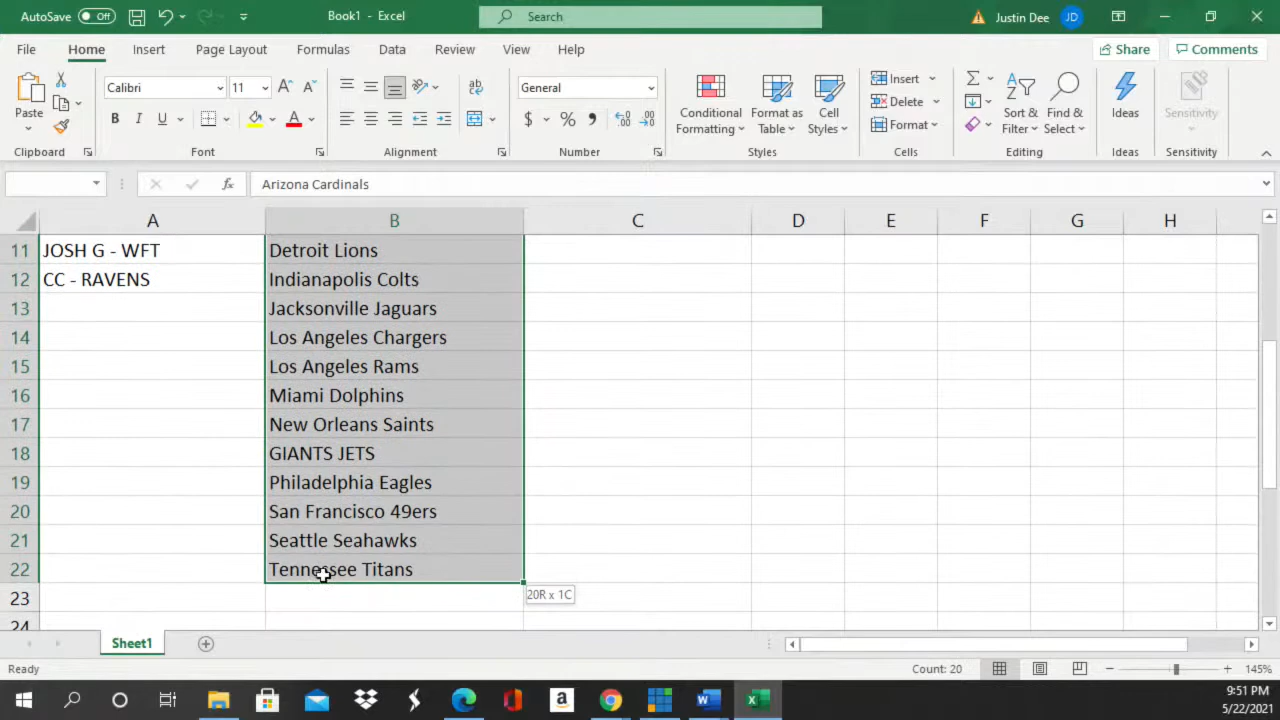 AutoSave Off Book1 - Excel Search Justin Dee JD
File Home Insert Page Layout Formulas Data Review View Help Share Comments
Paste Calibri 11 B I U General $ % Conditional Formatting Format as Table Cell Styles Insert Delete Format Sort & Filter Find & Select Ideas Sensitivity
Clipboard Font Alignment Number Styles Cells Editing Ideas Sensitivity
fx Arizona Cardinals
A B C D E F G H
11 JOSH G - WFT Detroit Lions
12 CC - RAVENS Indianapolis Colts
13 Jacksonville Jaguars
14 Los Angeles Chargers
15 Los Angeles Rams
16 Miami Dolphins
17 New Orleans Saints
18 GIANTS JETS
19 Philadelphia Eagles
20 San Francisco 49ers
21 Seattle Seahawks
22 Tennessee Titans
23 20R x 1C
24
Sheet1
Ready Count: 20 145%
9:51 PM
5/22/2021